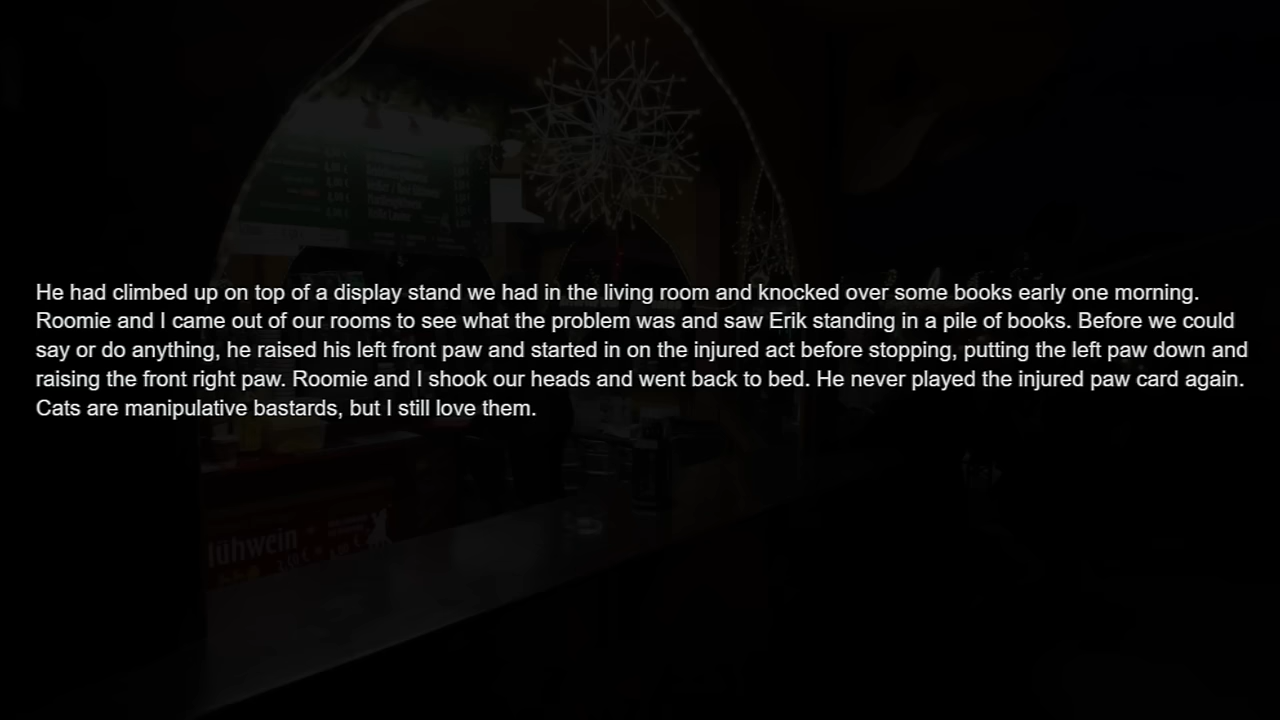 He had climbed up on top of a display stand we had in the living room and knocked over some books early one morning.
Roomie and I came out of our rooms to see what the problem was and saw Erik standing in a pile of books. Before we could
say or do anything, he raised his left front paw and started in on the injured act before stopping, putting the left paw down and
raising the front right paw. Roomie and I shook our heads and went back to bed. He never played the injured paw card again.
Cats are manipulative bastards, but I still love them.
lühwein